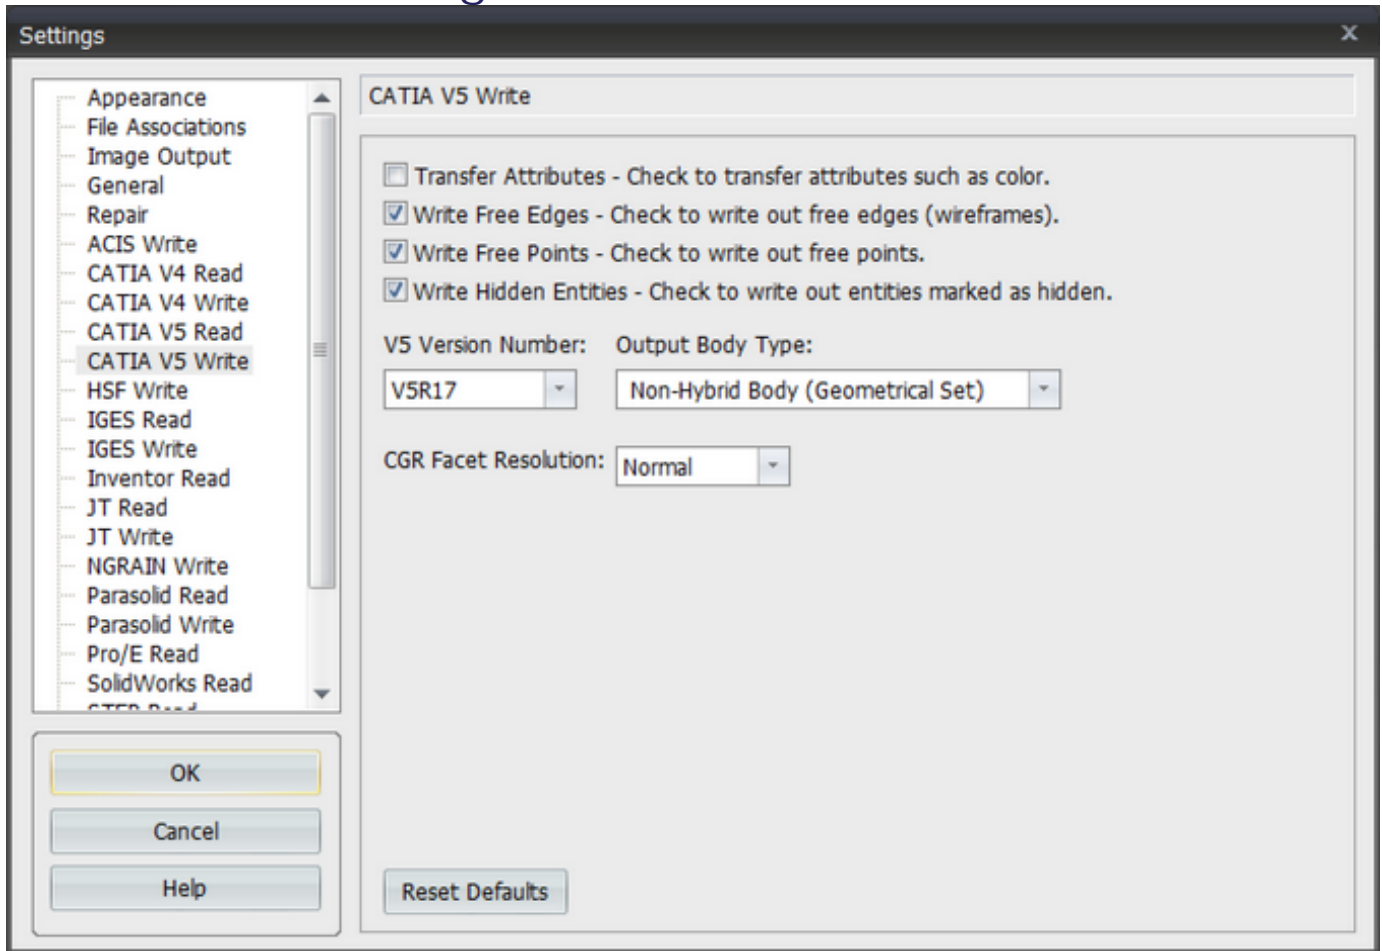 Settings
Appearance
File Associations
Image Output
General
Repair
ACIS Write
CATIA V4 Read
CATIA V4 Write
CATIA V5 Read
CATIA V5 Write
HSF Write
IGES Read
IGES Write
Inventor Read
JT Read
JT Write
NGRAIN Write
Parasolid Read
Parasolid Write
Pro/E Read
SolidWorks Read
OK
Cancel
Help
CATIA V5 Write
Transfer Attributes - Check to transfer attributes such as color.
Write Free Edges - Check to write out free edges (wireframes).
Write Free Points - Check to write out free points.
Write Hidden Entities - Check to write out entities marked as hidden.
V5 Version Number: Output Body Type:
V5R17 Non-Hybrid Body (Geometrical Set)
CGR Facet Resolution: Normal
Reset Defaults